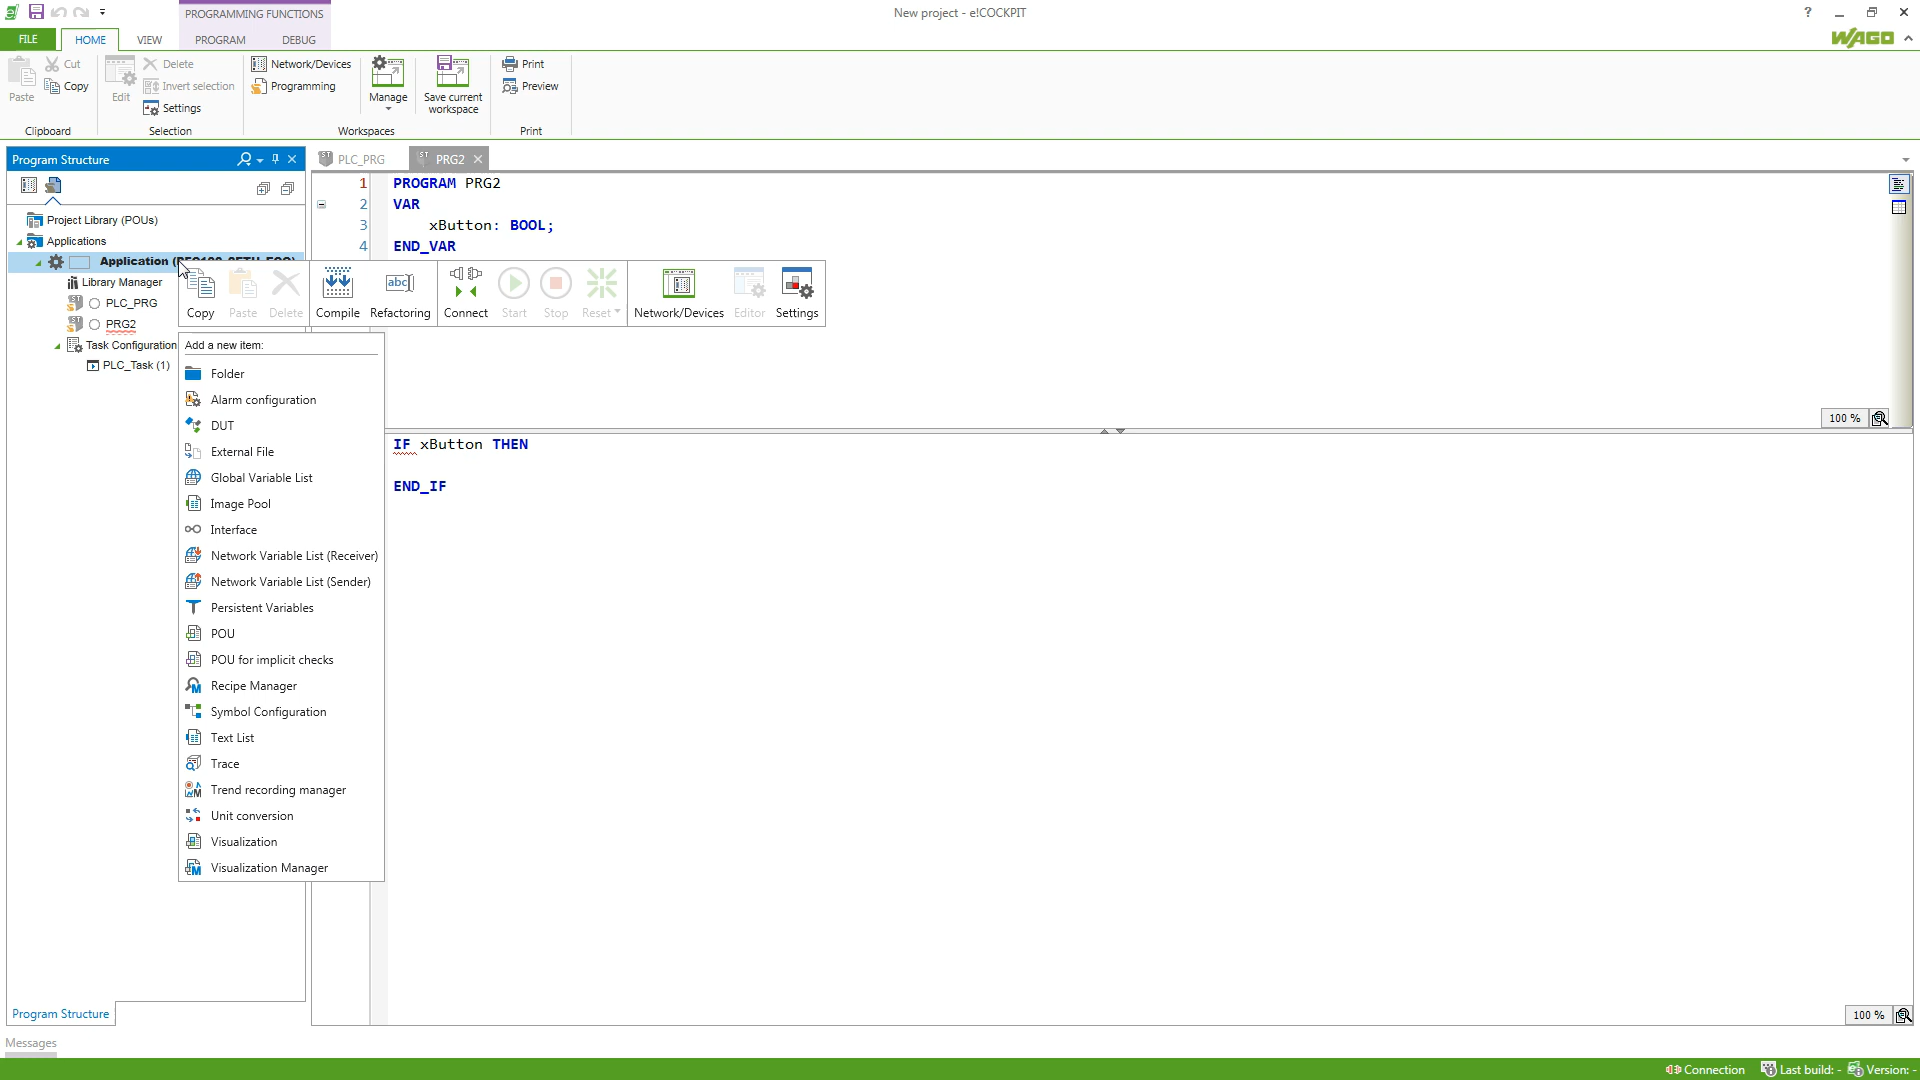 New project - e!COCKPIT
PROGRAMMING FUNCTIONS
FILE HOME VIEW PROGRAM DEBUG
WAGO
Paste Cut Copy
Clipboard
Edit Delete Invert selection Settings
Selection
Network/Devices
Programming
Manage
Save current workspace
Workspaces
Print
Preview
Print
Program Structure
Project Library (POUs)
Applications
Application (
Library Manager
PLC_PRG
PRG2
Task Configuration
PLC_Task (1)
PLC_PRG PRG2
1 PROGRAM PRG2
2 VAR
3 xButton: BOOL;
4 END_VAR
Copy Paste Delete Compile Refactoring Connect Start Stop Reset Network/Devices Editor Settings
Add a new item:
Folder
Alarm configuration
DUT
External File
Global Variable List
Image Pool
Interface
Network Variable List (Receiver)
Network Variable List (Sender)
Persistent Variables
POU
POU for implicit checks
Recipe Manager
Symbol Configuration
Text List
Trace
Trend recording manager
Unit conversion
Visualization
Visualization Manager
100 %
IF xButton THEN
END_IF
100 %
Program Structure
Messages
Connection Last build: - Version: -